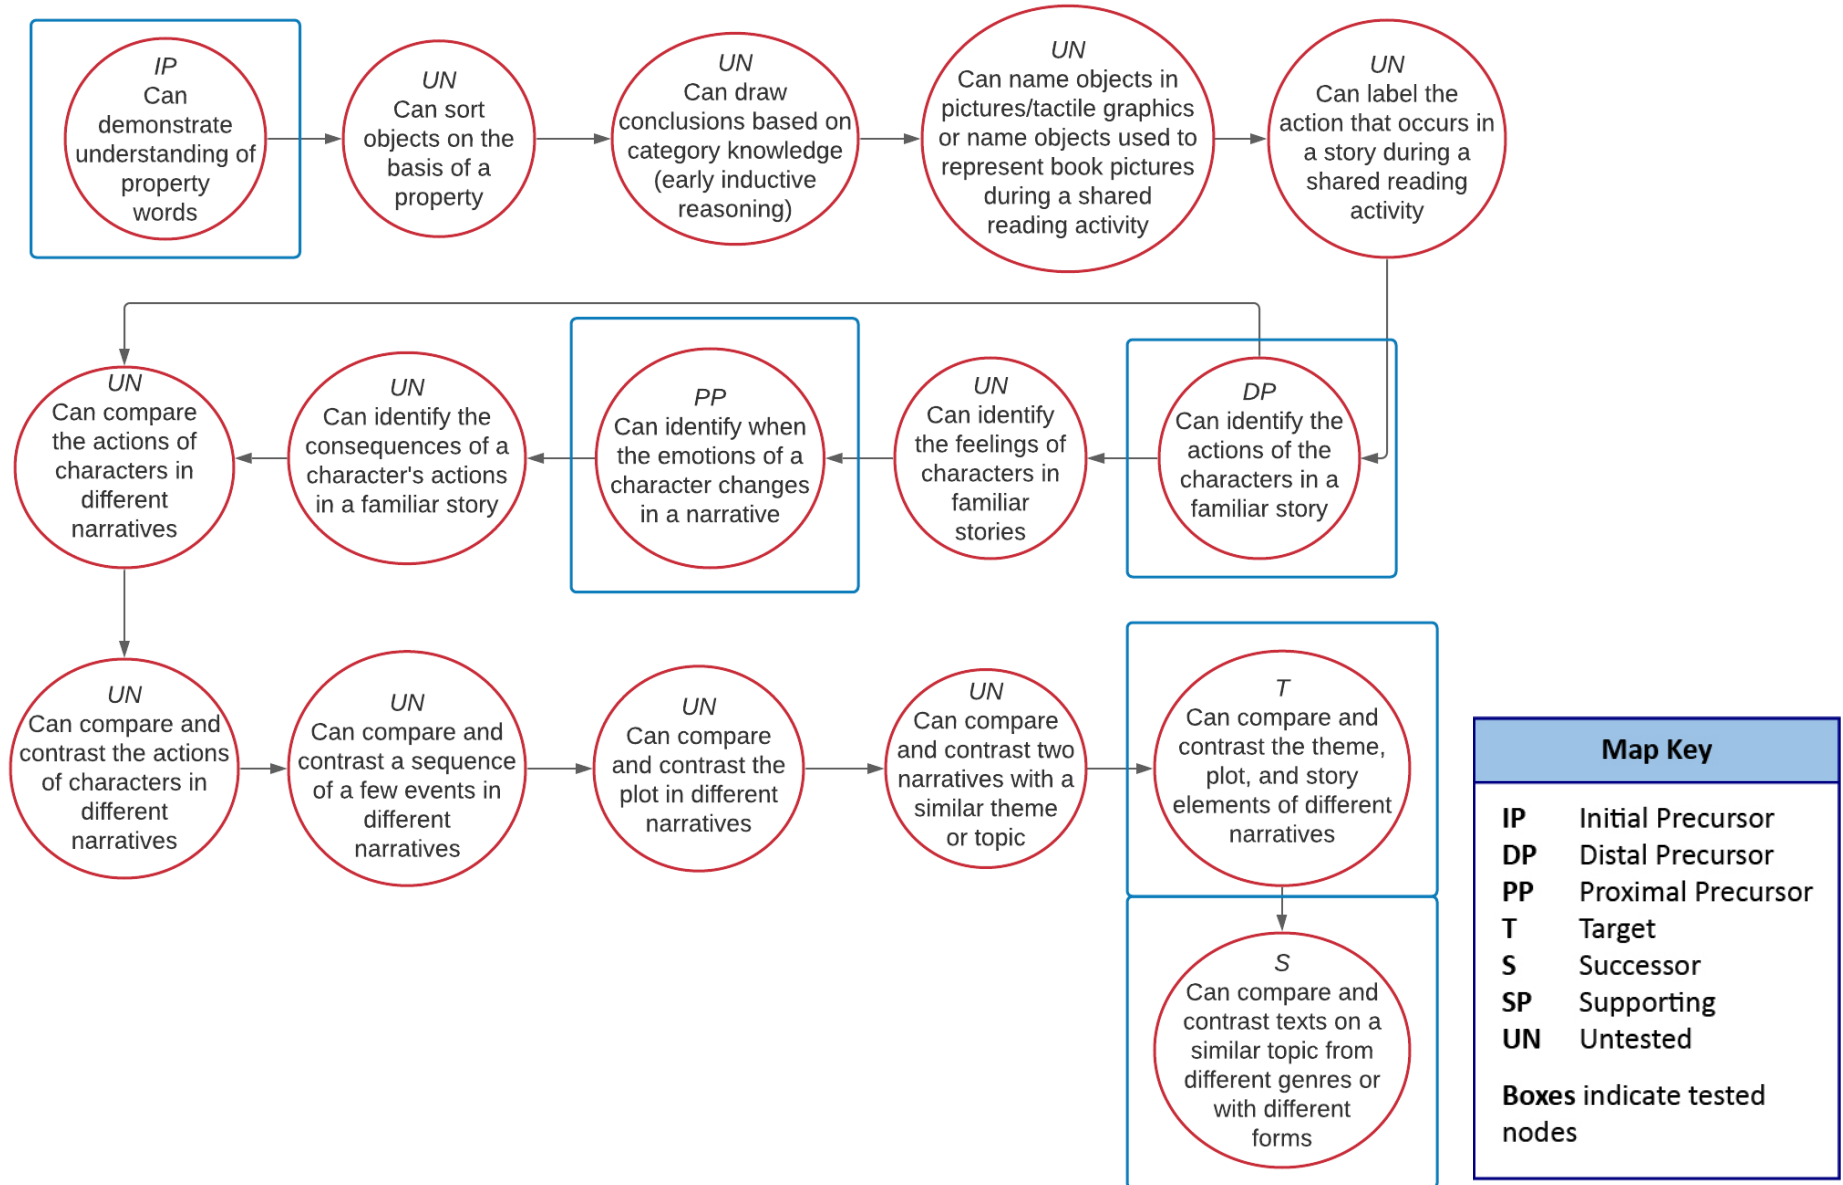 IP
Can
demonstrate
understanding of
property
words
UN
Can sort
objects on the
basis of a
property
UN
Can draw
conclusions based on
category knowledge
(early inductive
reasoning)
UN
Can name objects in
pictures/tactile graphics
or name objects used to
represent book pictures
during a shared
reading activity
UN
Can label the
action that occurs in
a story during a
shared reading
activity
DP
Can identify the
actions of the
characters in a
familiar story
UN
Can identify
the feelings of
characters in
familiar
stories
PP
Can identify when
the emotions of a
character changes
in a narrative
UN
Can identify the
consequences of a
character's actions
in a familiar story
UN
Can compare
the actions of
characters in
different
narratives
UN
Can compare and
contrast the actions
of characters in
different
narratives
UN
Can compare and
contrast a sequence
of a few events in
different
narratives
UN
Can compare
and contrast the
plot in different
narratives
UN
Can compare
and contrast two
narratives with a
similar theme
or topic
T
Can compare and
contrast the theme,
plot, and story
elements of different
narratives
S
Can compare and
contrast texts on a
similar topic from
different genres or
with different
forms
Map Key
IP Initial Precursor
DP Distal Precursor
PP Proximal Precursor
T Target
S Successor
SP Supporting
UN Untested
Boxes indicate tested
nodes